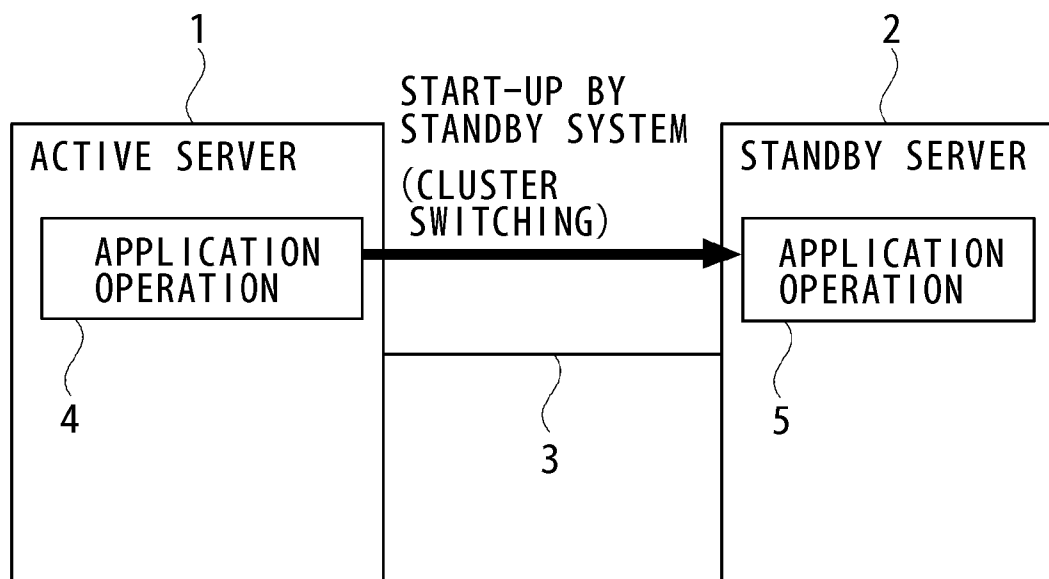 1
2
START-UP BY
STANDBY SYSTEM
(CLUSTER
SWITCHING)
ACTIVE SERVER
STANDBY SERVER
APPLICATION
OPERATION
APPLICATION
OPERATION
4
3
5